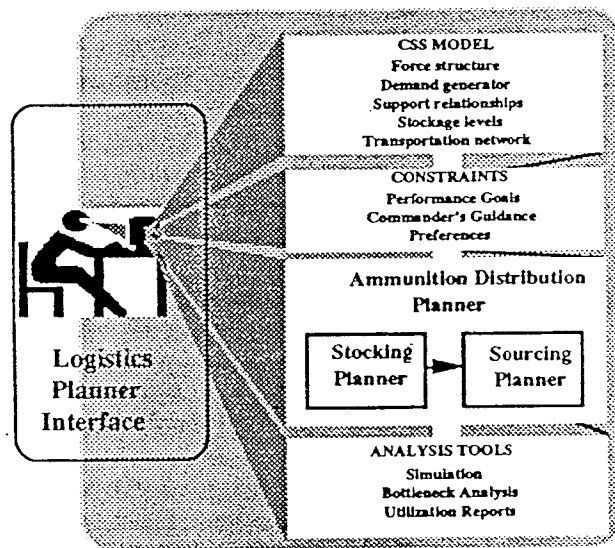 CSS MODEL
Force structure
Demand generator
Support relationships
Stockage levels
Transportation network
CONSTRAINTS
Performance Goals
Commander's Guidance
Preferences
Ammunition Distribution
Planner
Stocking
Planner
Sourcing
Planner
ANALYSIS TOOLS
Simulation
Bottleneck Analysis
Utilization Reports
Logistics
Planner
Interface